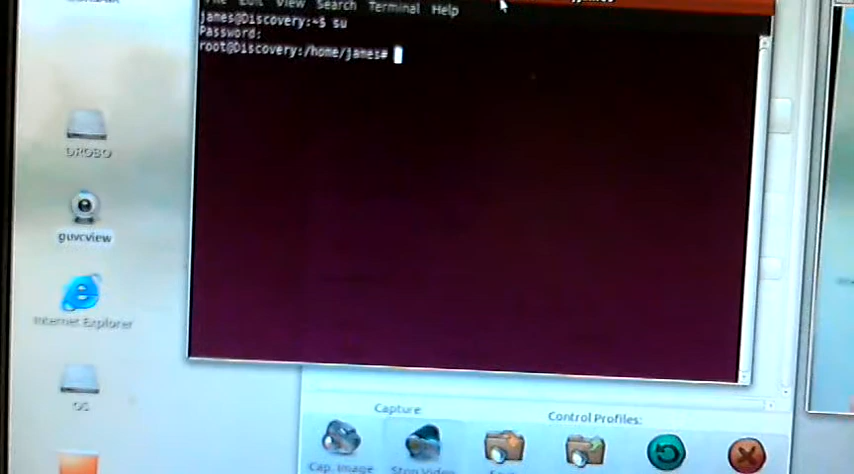 File Edit View Search Terminal Help
james@Discovery:~$ su
Password:
root@Discovery:/home/james#
DROBO
guvcview
Internet Explorer
OS
Capture
Control Profiles:
Cap. Image
Stop Video